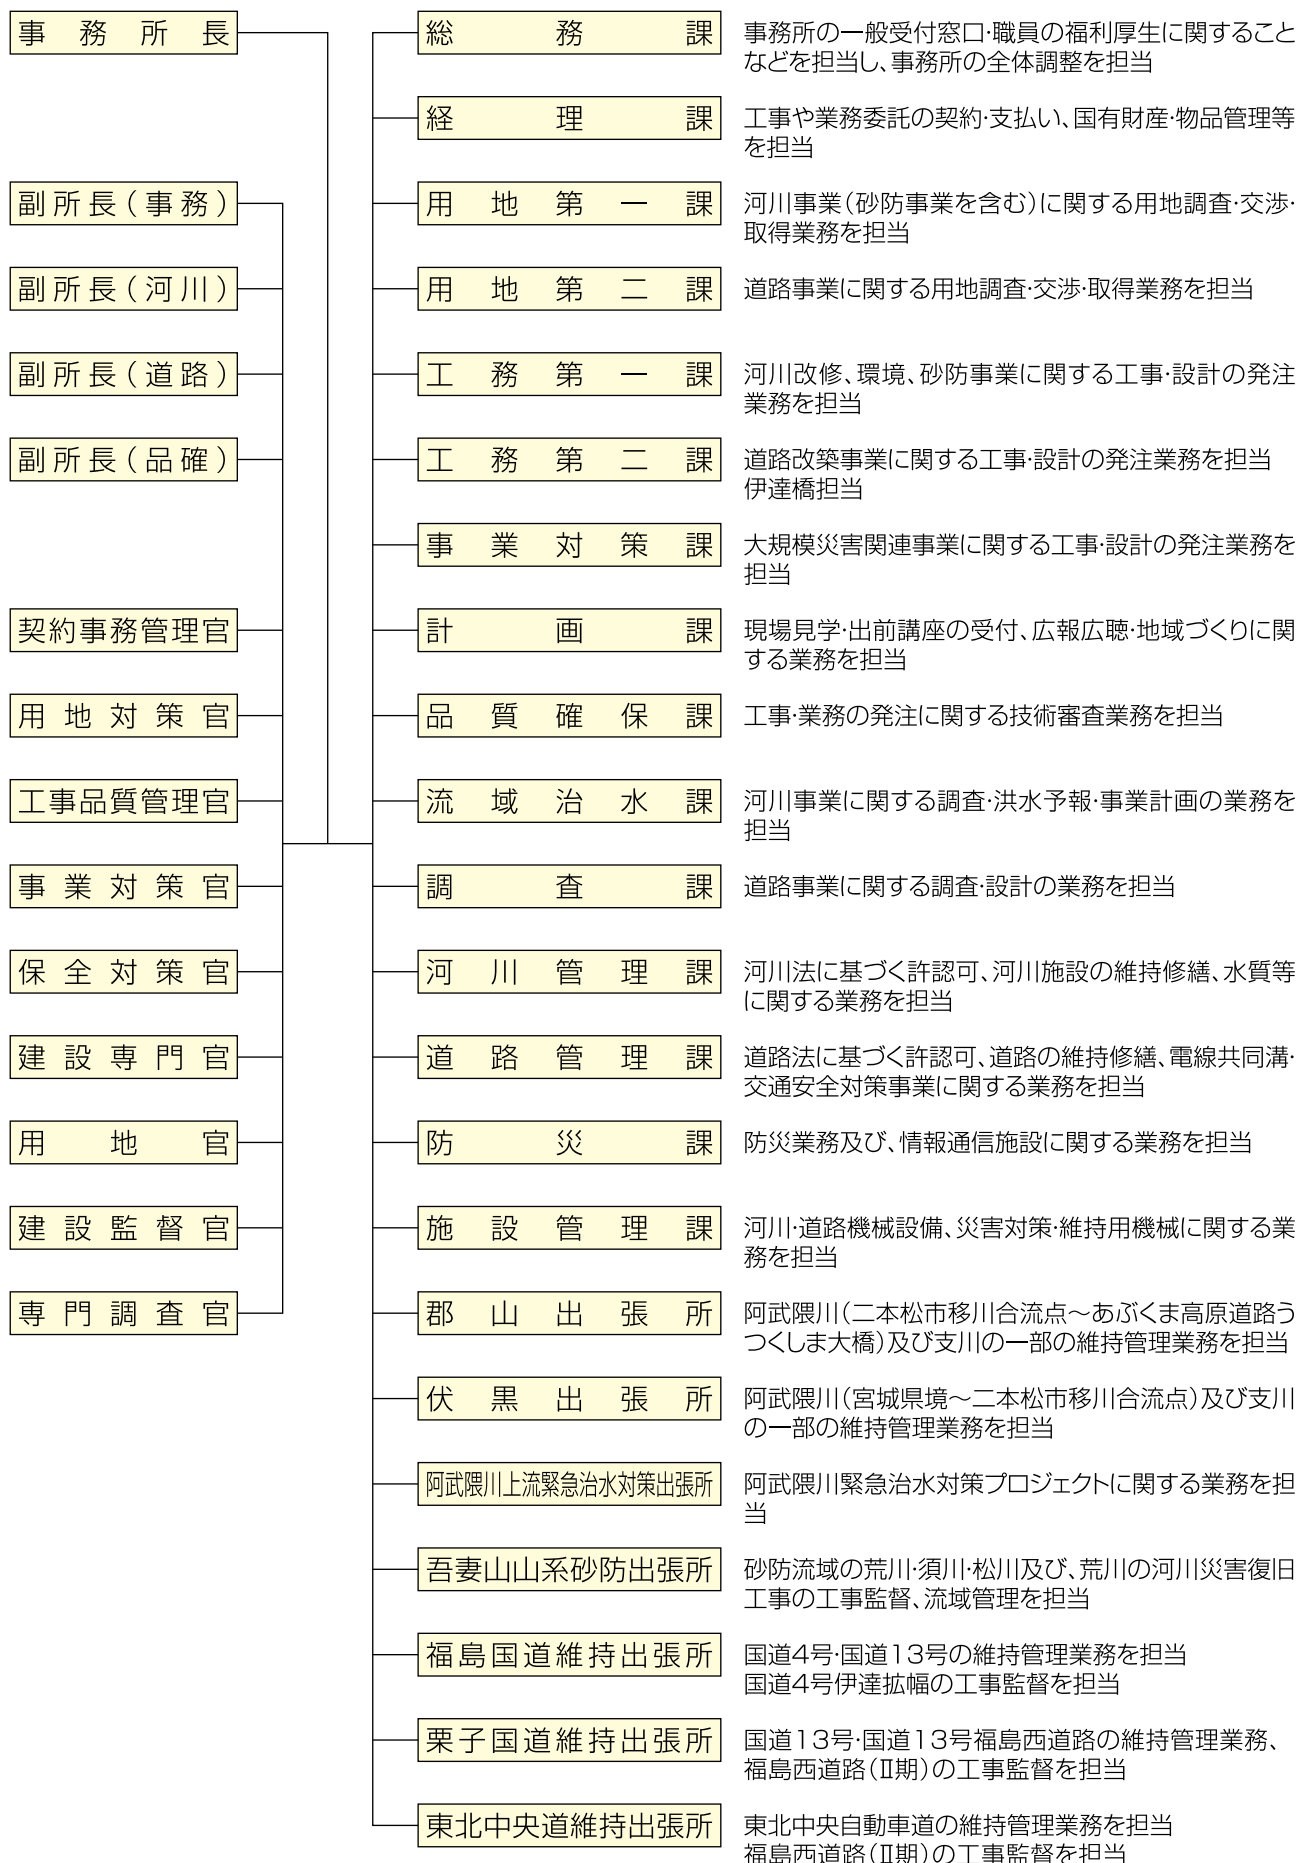 事務所長
副所長（事務）
副所長（河川）
副所長（道路）
副所長（品確）
契約事務管理官
用地対策官
工事品質管理官
事業対策官
保全対策官
建設専門官
用地官
建設監督官
専門調査官
総務課
事務所の一般受付窓口･職員の福利厚生に関すること
などを担当し､事務所の全体調整を担当
経理課
工事や業務委託の契約･支払い､国有財産･物品管理等
を担当
用地第一課
河川事業（砂防事業を含む）に関する用地調査･交渉･
取得業務を担当
用地第二課
道路事業に関する用地調査･交渉･取得業務を担当
工務第一課
河川改修､環境､砂防事業に関する工事･設計の発注
業務を担当
工務第二課
道路改築事業に関する工事･設計の発注業務を担当
伊達橋担当
事業対策課
大規模災害関連事業に関する工事･設計の発注業務を
担当
計画課
現場見学･出前講座の受付､広報広聴･地域づくりに関
する業務を担当
品質確保課
工事･業務の発注に関する技術審査業務を担当
流域治水課
河川事業に関する調査･洪水予報･事業計画の業務を
担当
調査課
道路事業に関する調査･設計の業務を担当
河川管理課
河川法に基づく許認可､河川施設の維持修繕､水質等
に関する業務を担当
道路管理課
道路法に基づく許認可､道路の維持修繕､電線共同溝･
交通安全対策事業に関する業務を担当
防災課
防災業務及び､情報通信施設に関する業務を担当
施設管理課
河川･道路機械設備､災害対策･維持用機械に関する業
務を担当
郡山出張所
阿武隈川（二本松市移川合流点～あぶくま高原道路う
つくしま大橋）及び支川の一部の維持管理業務を担当
伏黒出張所
阿武隈川（宮城県境～二本松市移川合流点）及び支川
の一部の維持管理業務を担当
阿武隈川上流緊急治水対策出張所
阿武隈川緊急治水対策プロジェクトに関する業務を担
当
吾妻山山系砂防出張所
砂防流域の荒川･須川･松川及び､荒川の河川災害復旧
工事の工事監督､流域管理を担当
福島国道維持出張所
国道4号･国道13号の維持管理業務を担当
国道4号伊達拡幅の工事監督を担当
栗子国道維持出張所
国道13号･国道13号福島西道路の維持管理業務､
福島西道路（Ⅱ期）の工事監督を担当
東北中央道維持出張所
東北中央自動車道の維持管理業務を担当
福島西道路（Ⅱ期）の工事監督を担当